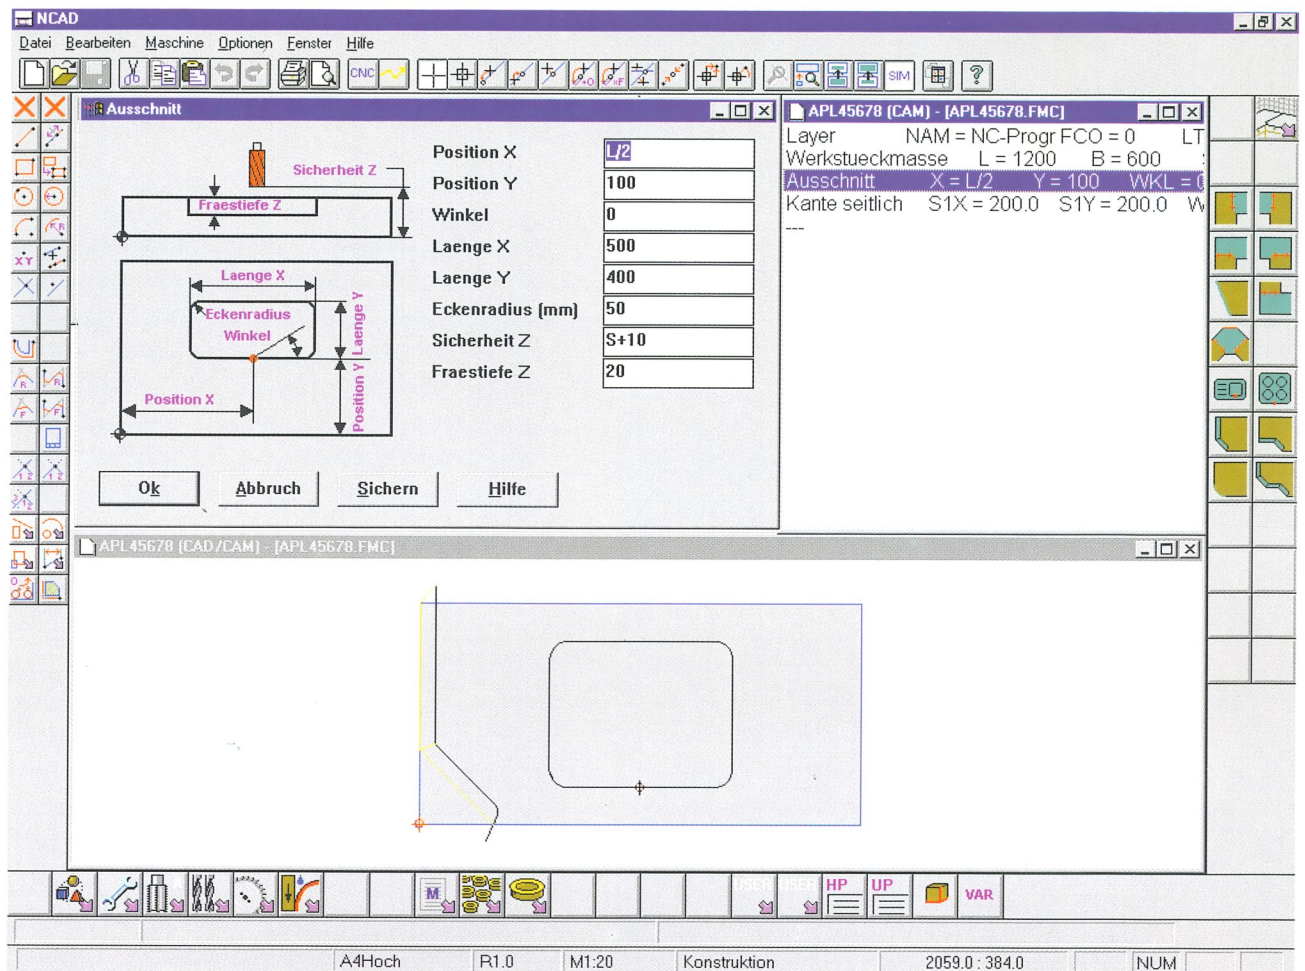 NCAD
Datei Bearbeiten Maschine Optionen Fenster Hilfe
CNC SIM
Ausschnitt
Sicherheit Z
Fraestiefe Z
Laenge X
Eckenradius
Winkel
Laenge Y
Position X
Position Y
Position X L/2
Position Y 100
Winkel 0
Laenge X 500
Laenge Y 400
Eckenradius (mm) 50
Sicherheit Z S+10
Fraestiefe Z 20
Ok Abbruch Sichern Hilfe
APL45678 (CAM) - [APL45678.FMC]
Layer NAM = NC-Progr FCO = 0 LT
Werkstueckmasse L = 1200 B = 600
Ausschnitt X = L/2 Y = 100 WKL = 0
Kante seitlich S1X = 200.0 S1Y = 200.0 W
---
APL45678 (CAD/CAM) - [APL45678.FMC]
M USER USER HP UP VAR
A4Hoch R1.0 M1:20 Konstruktion 2059.0 : 384.0 NUM